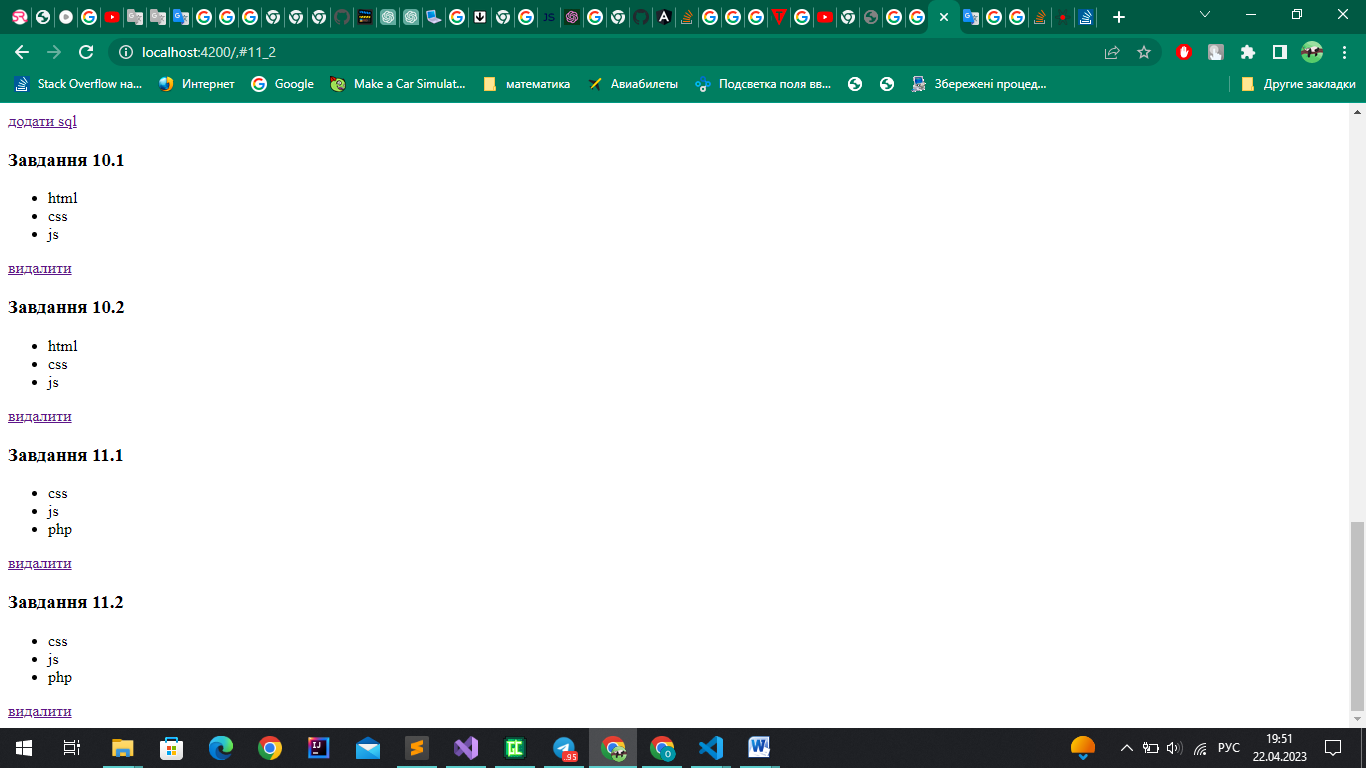 localhost:4200/,#11_2
Stack Overflow на...
Интернет
Google
Make a Car Simulat...
математика
Авиабилеты
Подсветка поля вв...
Збережені процед...
Другие закладки
додати sql
Завдання 10.1
html
css
js
видалити
Завдання 10.2
html
css
js
видалити
Завдання 11.1
css
js
php
видалити
Завдання 11.2
css
js
php
видалити
95
РУС
19:51
22.04.2023